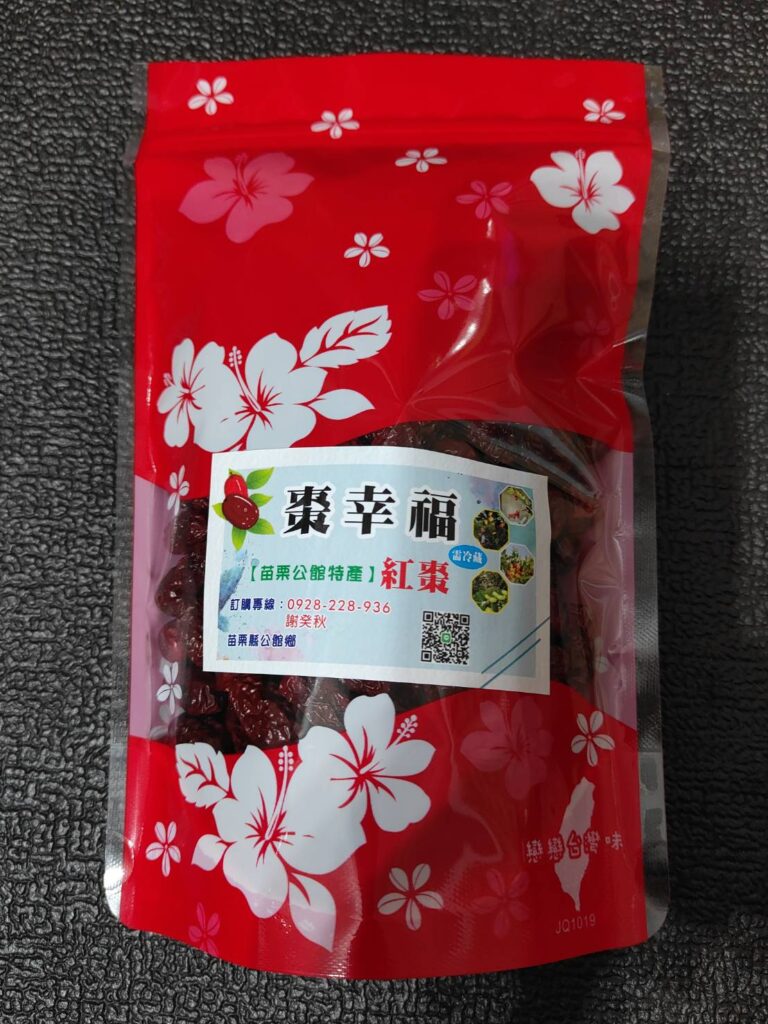 棗幸福
需冷藏
【苗栗公館特產】紅棗
訂購專線：0928-228-936
謝癸秋
苗栗縣公館鄉
戀戀台灣味
JQ1019